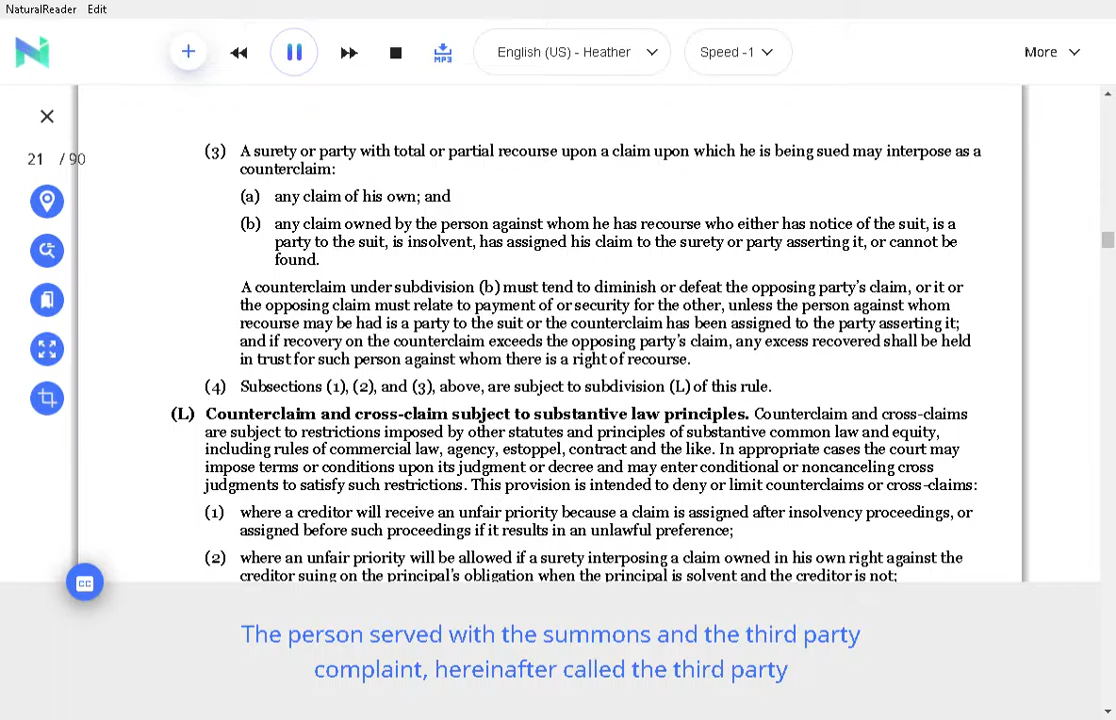 NaturalReader Edit
MP3
English (US) - Heather
Speed -1
More
21 / 90
(3) A surety or party with total or partial recourse upon a claim upon which he is being sued may interpose as a
counterclaim:
(a) any claim of his own; and
(b) any claim owned by the person against whom he has recourse who either has notice of the suit, is a
party to the suit, is insolvent, has assigned his claim to the surety or party asserting it, or cannot be
found.
A counterclaim under subdivision (b) must tend to diminish or defeat the opposing party's claim, or it or
the opposing claim must relate to payment of or security for the other, unless the person against whom
recourse may be had is a party to the suit or the counterclaim has been assigned to the party asserting it;
and if recovery on the counterclaim exceeds the opposing party's claim, any excess recovered shall be held
in trust for such person against whom there is a right of recourse.
(4) Subsections (1), (2), and (3), above, are subject to subdivision (L) of this rule.
(L) Counterclaim and cross-claim subject to substantive law principles. Counterclaim and cross-claims
are subject to restrictions imposed by other statutes and principles of substantive common law and equity,
including rules of commercial law, agency, estoppel, contract and the like. In appropriate cases the court may
impose terms or conditions upon its judgment or decree and may enter conditional or noncanceling cross
judgments to satisfy such restrictions. This provision is intended to deny or limit counterclaims or cross-claims:
(1) where a creditor will receive an unfair priority because a claim is assigned after insolvency proceedings, or
assigned before such proceedings if it results in an unlawful preference;
(2) where an unfair priority will be allowed if a surety interposing a claim owned in his own right against the
creditor suing on the principal's obligation when the principal is solvent and the creditor is not;
CC
The person served with the summons and the third party
complaint, hereinafter called the third party